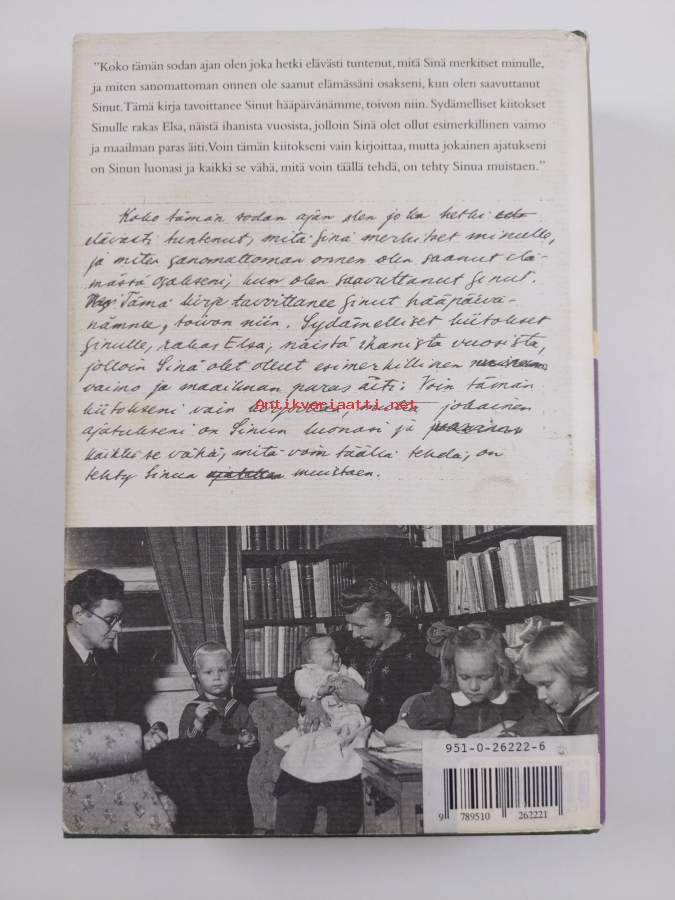 "Koko tämän sodan ajan olen joka hetki elävästi tuntenut, mitä Sinä merkitset minulle,
ja miten sanomattoman onnen ole saanut elämässäni osakseni, kun olen saavuttanut
Sinut. Tämä kirja tavoittanee Sinut hääpäivänämme, toivon niin. Sydämelliset kiitokset
Sinulle rakas Elsa, näistä ihanista vuosista, jolloin Sinä olet ollut esimerkillinen vaimo
ja maailman paras äiti. Voin tämän kiitokseni vain kirjoittaa, mutta jokainen ajatukseni
on Sinun luonasi ja kaikki se vähä, mitä voin täällä tehdä, on tehty Sinua muistaen."
Koko tämän sodan ajan olen joka hetki
elävästi tuntenut, mitä Sinä merkitset minulle,
ja miten sanomattoman onnen olen saanut elä-
mässä osakseni, kun olen saavuttanut Sinut.
Tämä kirje tavoittanee Sinut hääpäivä-
nämme, toivon niin. Sydämelliset kiitokset
Sinulle, rakas Elsa, näistä ihanista vuosista,
jolloin Sinä olet ollut esimerkillinen
vaimo ja maailman paras äiti. Voin tämän
kiitokseni vain jokainen
ajatukseni on Sinun luonasi ja
kaikki se vähä, mitä voin täällä tehdä, on
tehty Sinua muistaen.
Antikvariaatti.net
951-0-26222-6
9 789510 262221